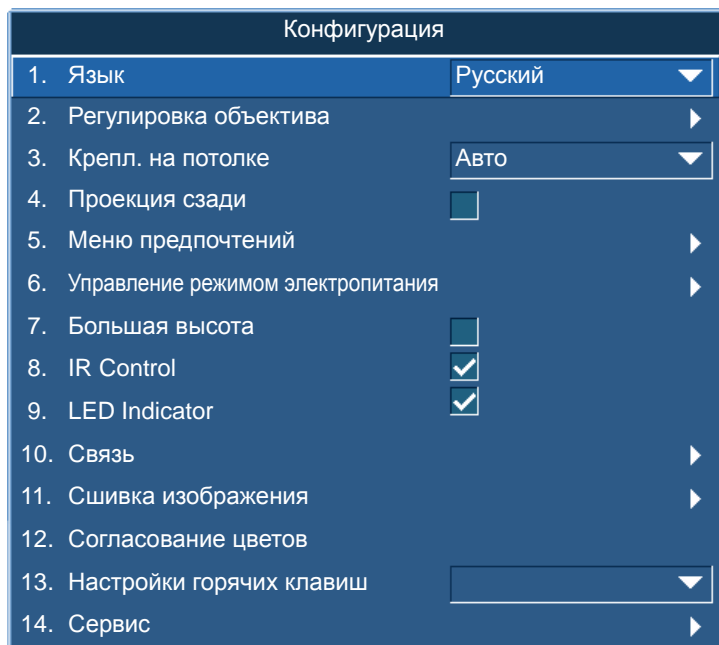 Конфигурация
1. Язык Русский
2. Регулировка объектива
3. Крепл. на потолке Авто
4. Проекция сзади
5. Меню предпочтений
6. Управление режимом электропитания
7. Большая высота
8. IR Control
9. LED Indicator
10. Связь
11. Сшивка изображения
12. Согласование цветов
13. Настройки горячих клавиш
14. Сервис